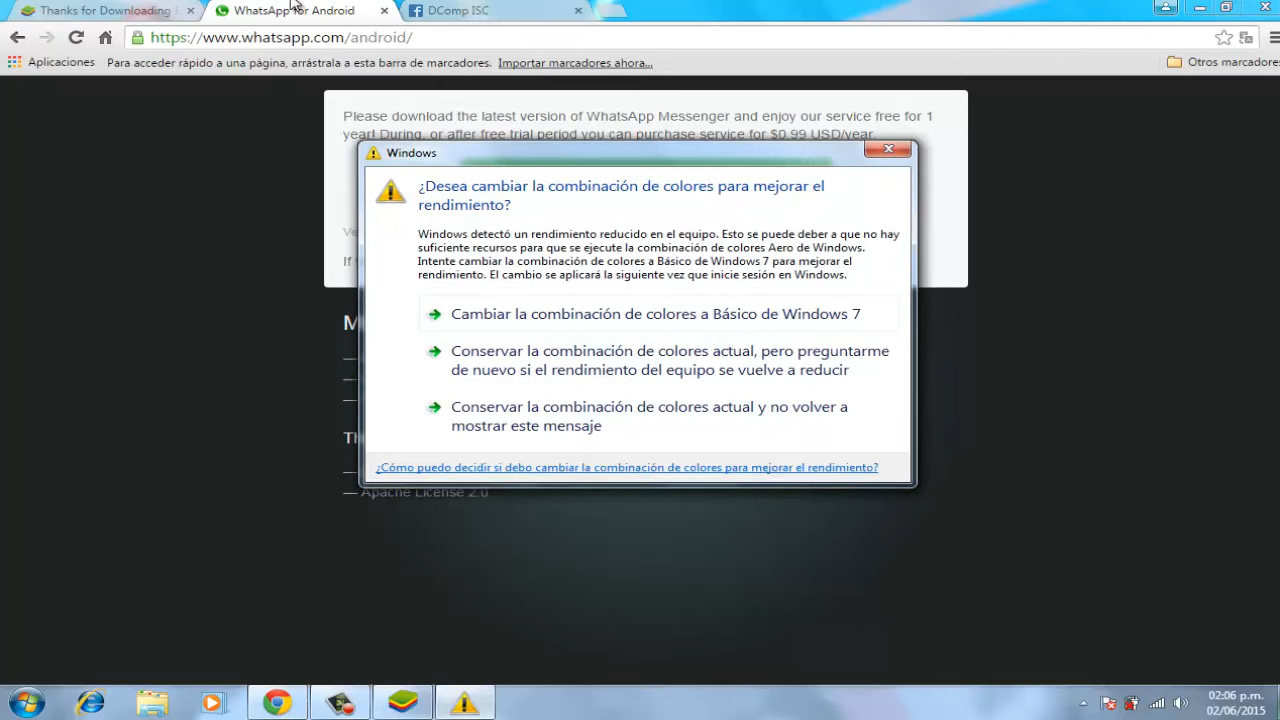 Thanks for Downloading
WhatsApp for Android
DComp ISC
https://www.whatsapp.com/android/
Aplicaciones
Para acceder rápido a una página, arrástrala a esta barra de marcadores.
Importar marcadores ahora...
Otros marcadores
Please download the latest version of WhatsApp Messenger and enjoy our service free for 1
year! During, or after free trial period you can purchase service for $0.99 USD/year.
Windows
¿Desea cambiar la combinación de colores para mejorar el
rendimiento?
Windows detectó un rendimiento reducido en el equipo. Esto se puede deber a que no hay
suficiente recursos para que se ejecute la combinación de colores Aero de Windows.
Intente cambiar la combinación de colores a Básico de Windows 7 para mejorar el
rendimiento. El cambio se aplicará la siguiente vez que inicie sesión en Windows.
Cambiar la combinación de colores a Básico de Windows 7
Conservar la combinación de colores actual, pero preguntarme
de nuevo si el rendimiento del equipo se vuelve a reducir
Conservar la combinación de colores actual y no volver a
mostrar este mensaje
¿Cómo puedo decidir si debo cambiar la combinación de colores para mejorar el rendimiento?
— Apache License 2.0
02:06 p.m.
02/06/2015